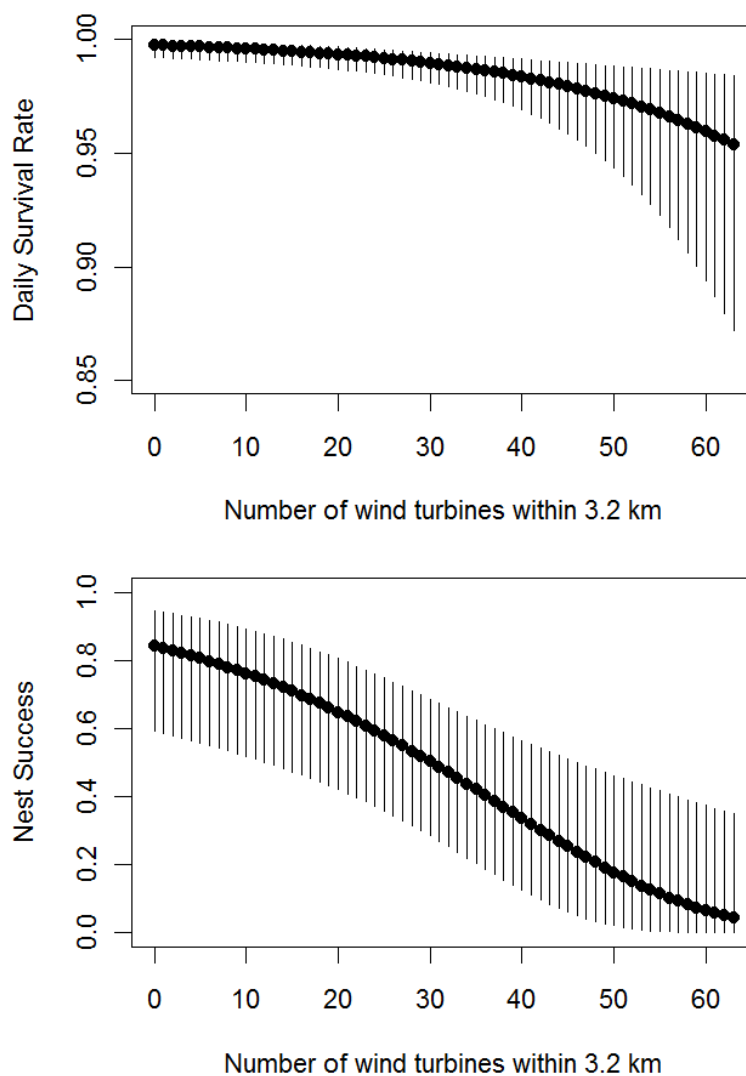 1.00
0.95
0.90
0.85
Daily Survival Rate
0 10 20 30 40 50 60
Number of wind turbines within 3.2 km
1.0
0.8
0.6
0.4
0.2
0.0
Nest Success
0 10 20 30 40 50 60
Number of wind turbines within 3.2 km